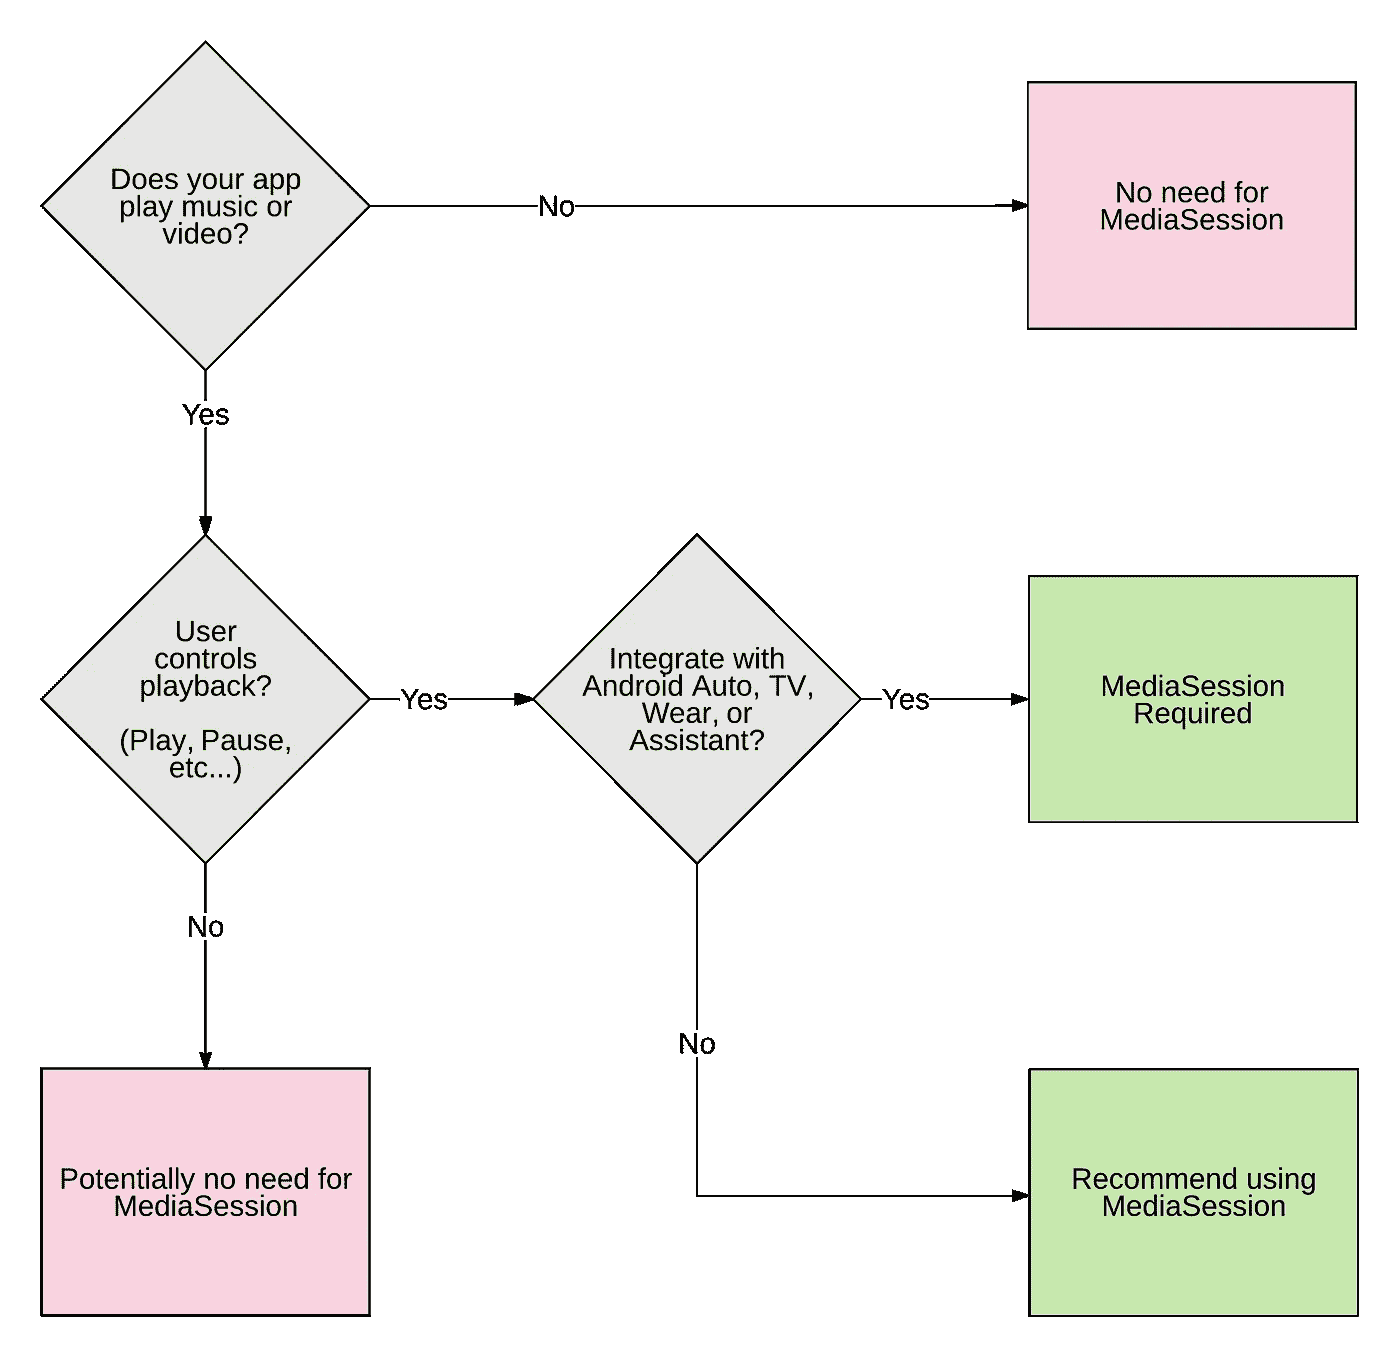 Does your app
play music or
video?
No
No need for
MediaSession
Yes
User
controls
playback?
(Play, Pause,
etc...)
Yes
Integrate with
Android Auto, TV,
Wear, or
Assistant?
Yes
MediaSession
Required
No
No
Potentially no need for
MediaSession
Recommend using
MediaSession